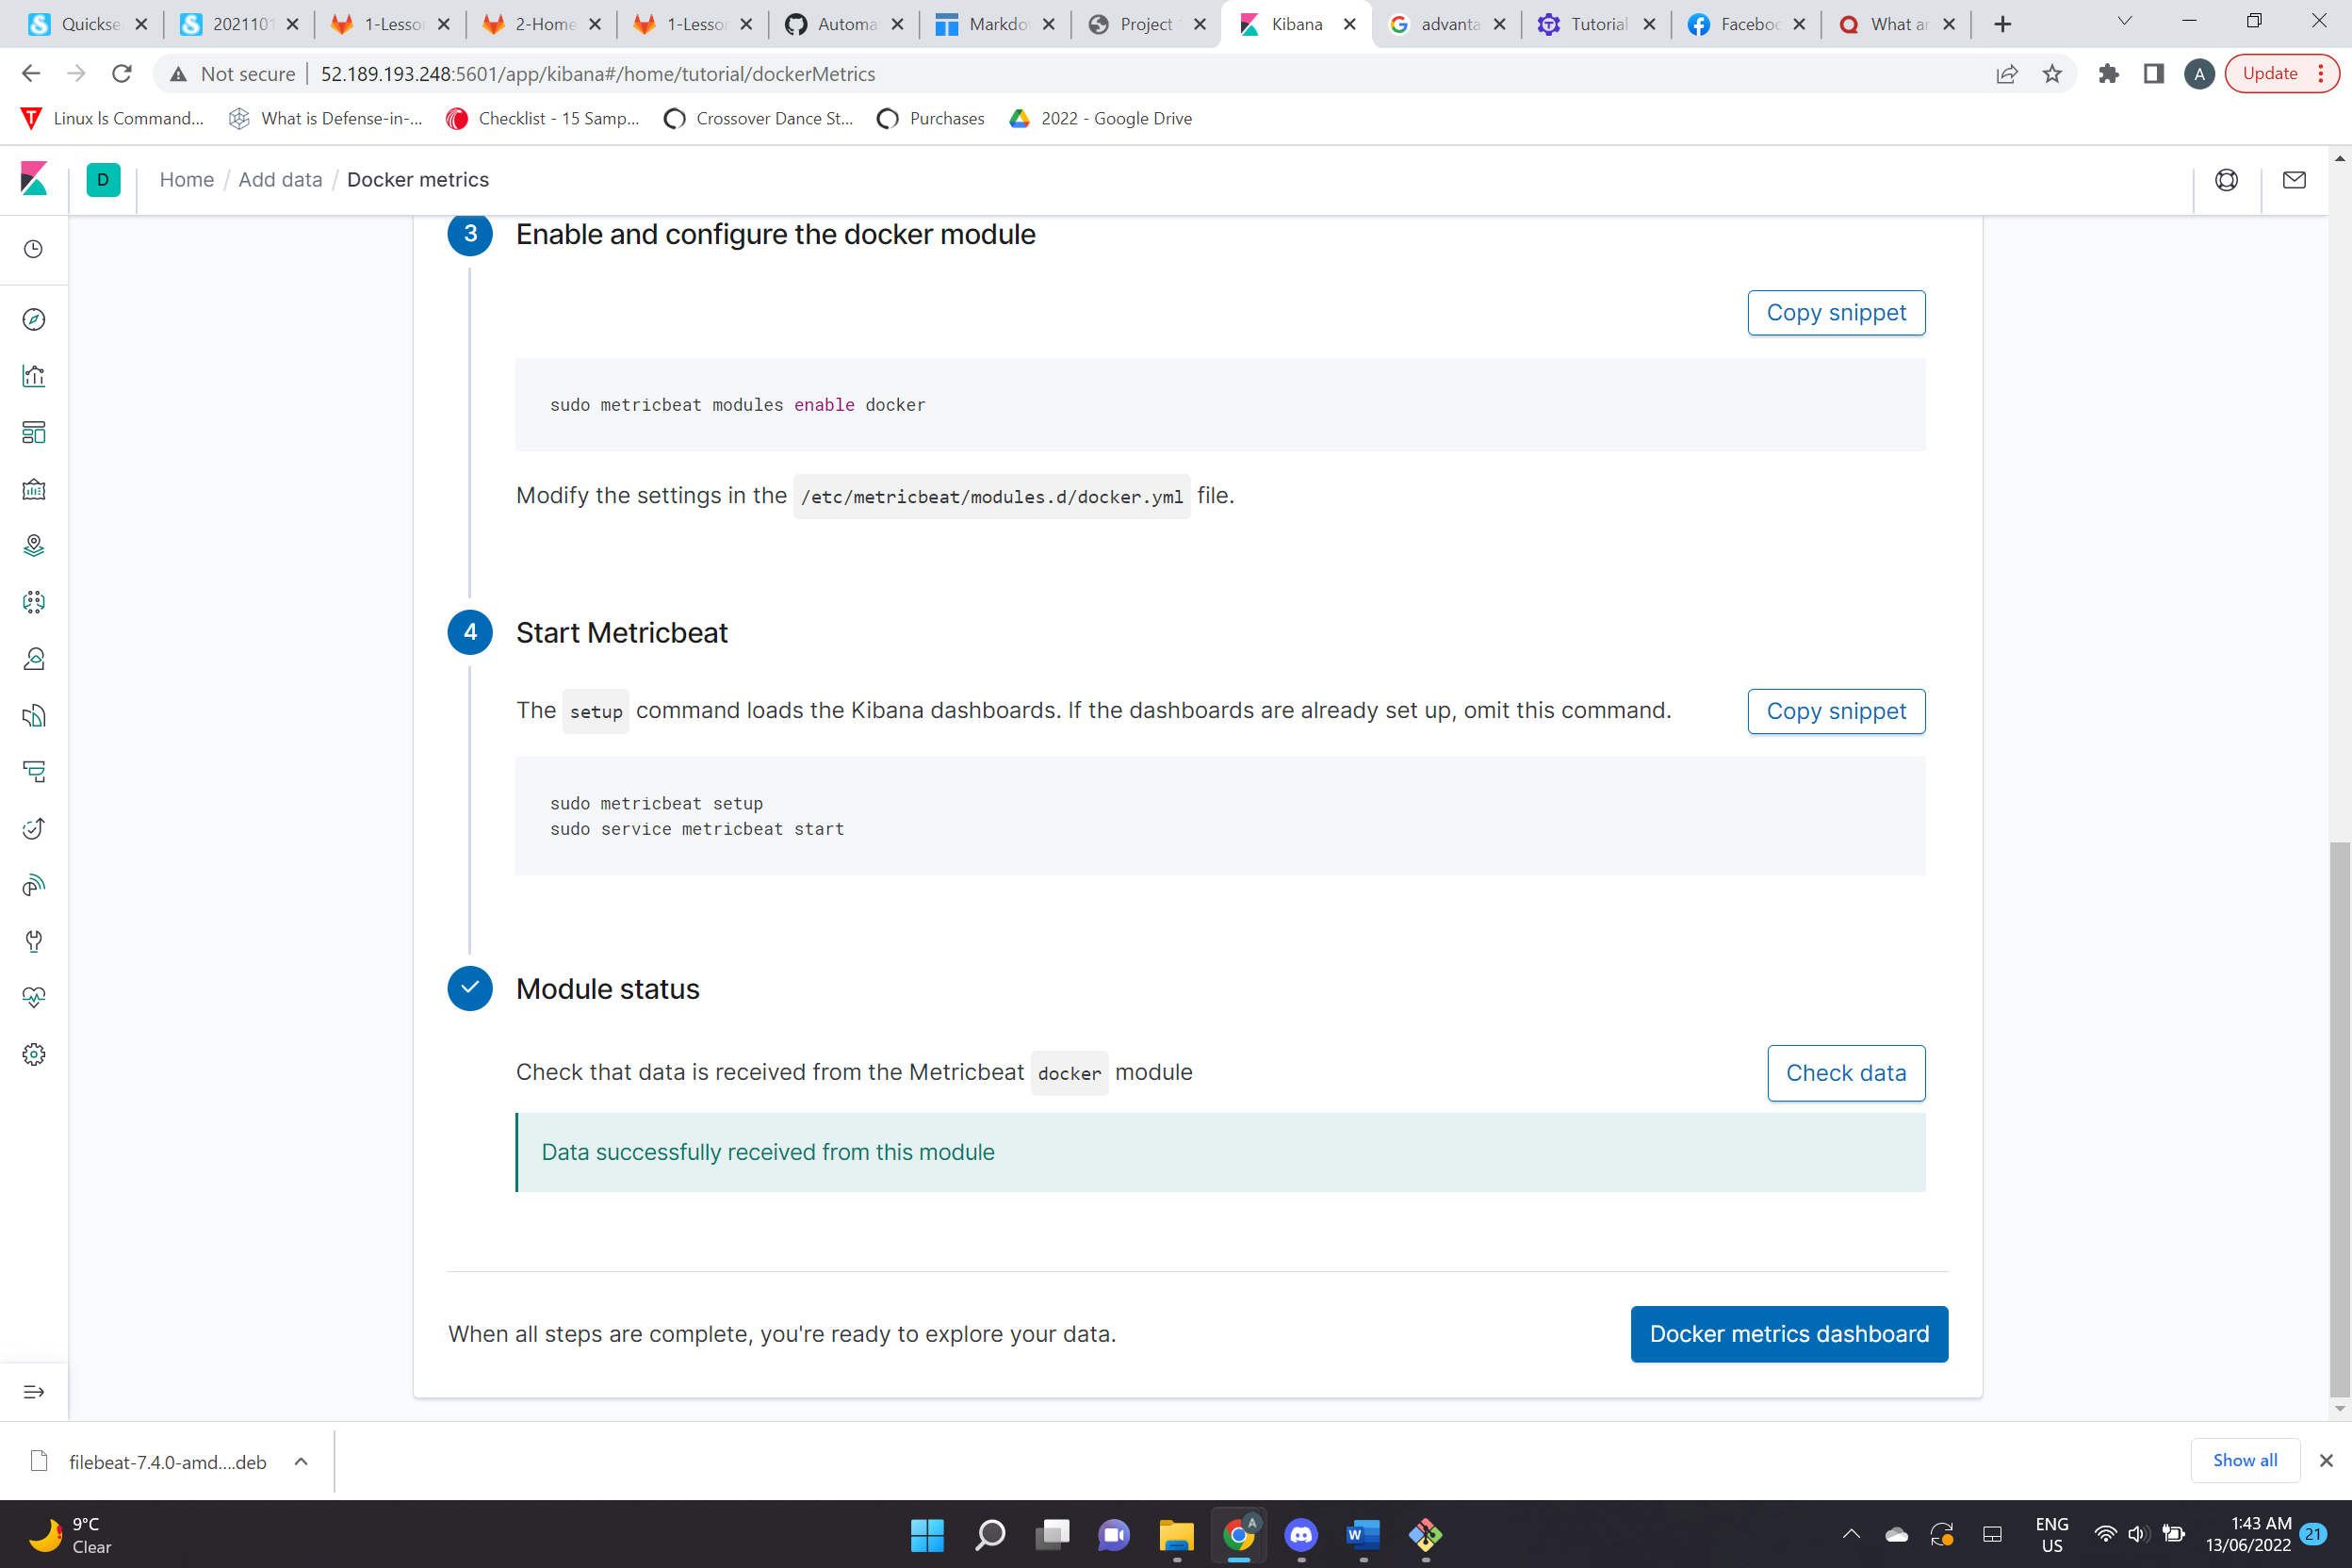 Quickse
2021101
1-Lesson
2-Home
1-Lesson
Automa
Markdo
Project
Kibana
advanta
Tutorial
Faceboo
What ar
Not secure
52.189.193.248:5601/app/kibana#/home/tutorial/dockerMetrics
A
Update
Linux ls Command...
What is Defense-in-...
Checklist - 15 Samp...
Crossover Dance St...
Purchases
2022 - Google Drive
D
Home / Add data / Docker metrics
3 Enable and configure the docker module
Copy snippet
sudo metricbeat modules enable docker
Modify the settings in the /etc/metricbeat/modules.d/docker.yml file.
4 Start Metricbeat
The setup command loads the Kibana dashboards. If the dashboards are already set up, omit this command.
Copy snippet
sudo metricbeat setup
sudo service metricbeat start
Module status
Check that data is received from the Metricbeat docker module
Check data
Data successfully received from this module
When all steps are complete, you're ready to explore your data.
Docker metrics dashboard
filebeat-7.4.0-amd....deb
Show all
9°C
Clear
ENG
US
1:43 AM
13/06/2022
21